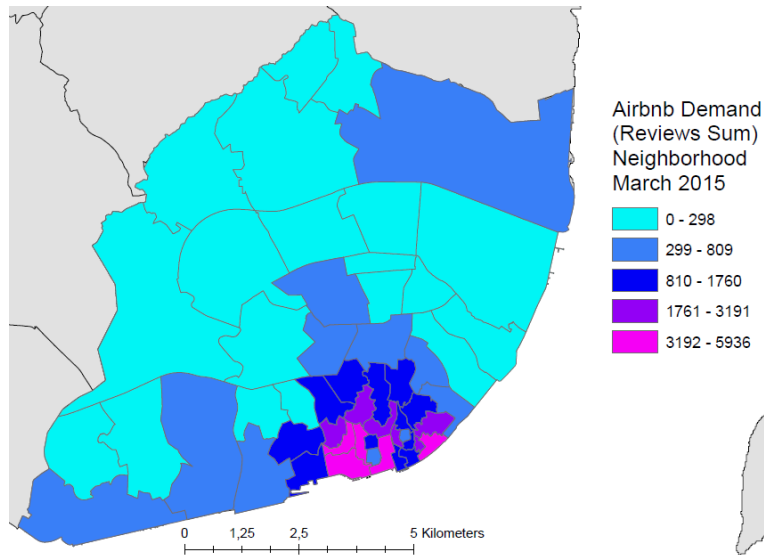 Airbnb Demand
(Reviews Sum)
Neighborhood
March 2015
0 - 298
299 - 809
810 - 1760
1761 - 3191
3192 - 5936
0 1,25 2,5 5 Kilometers